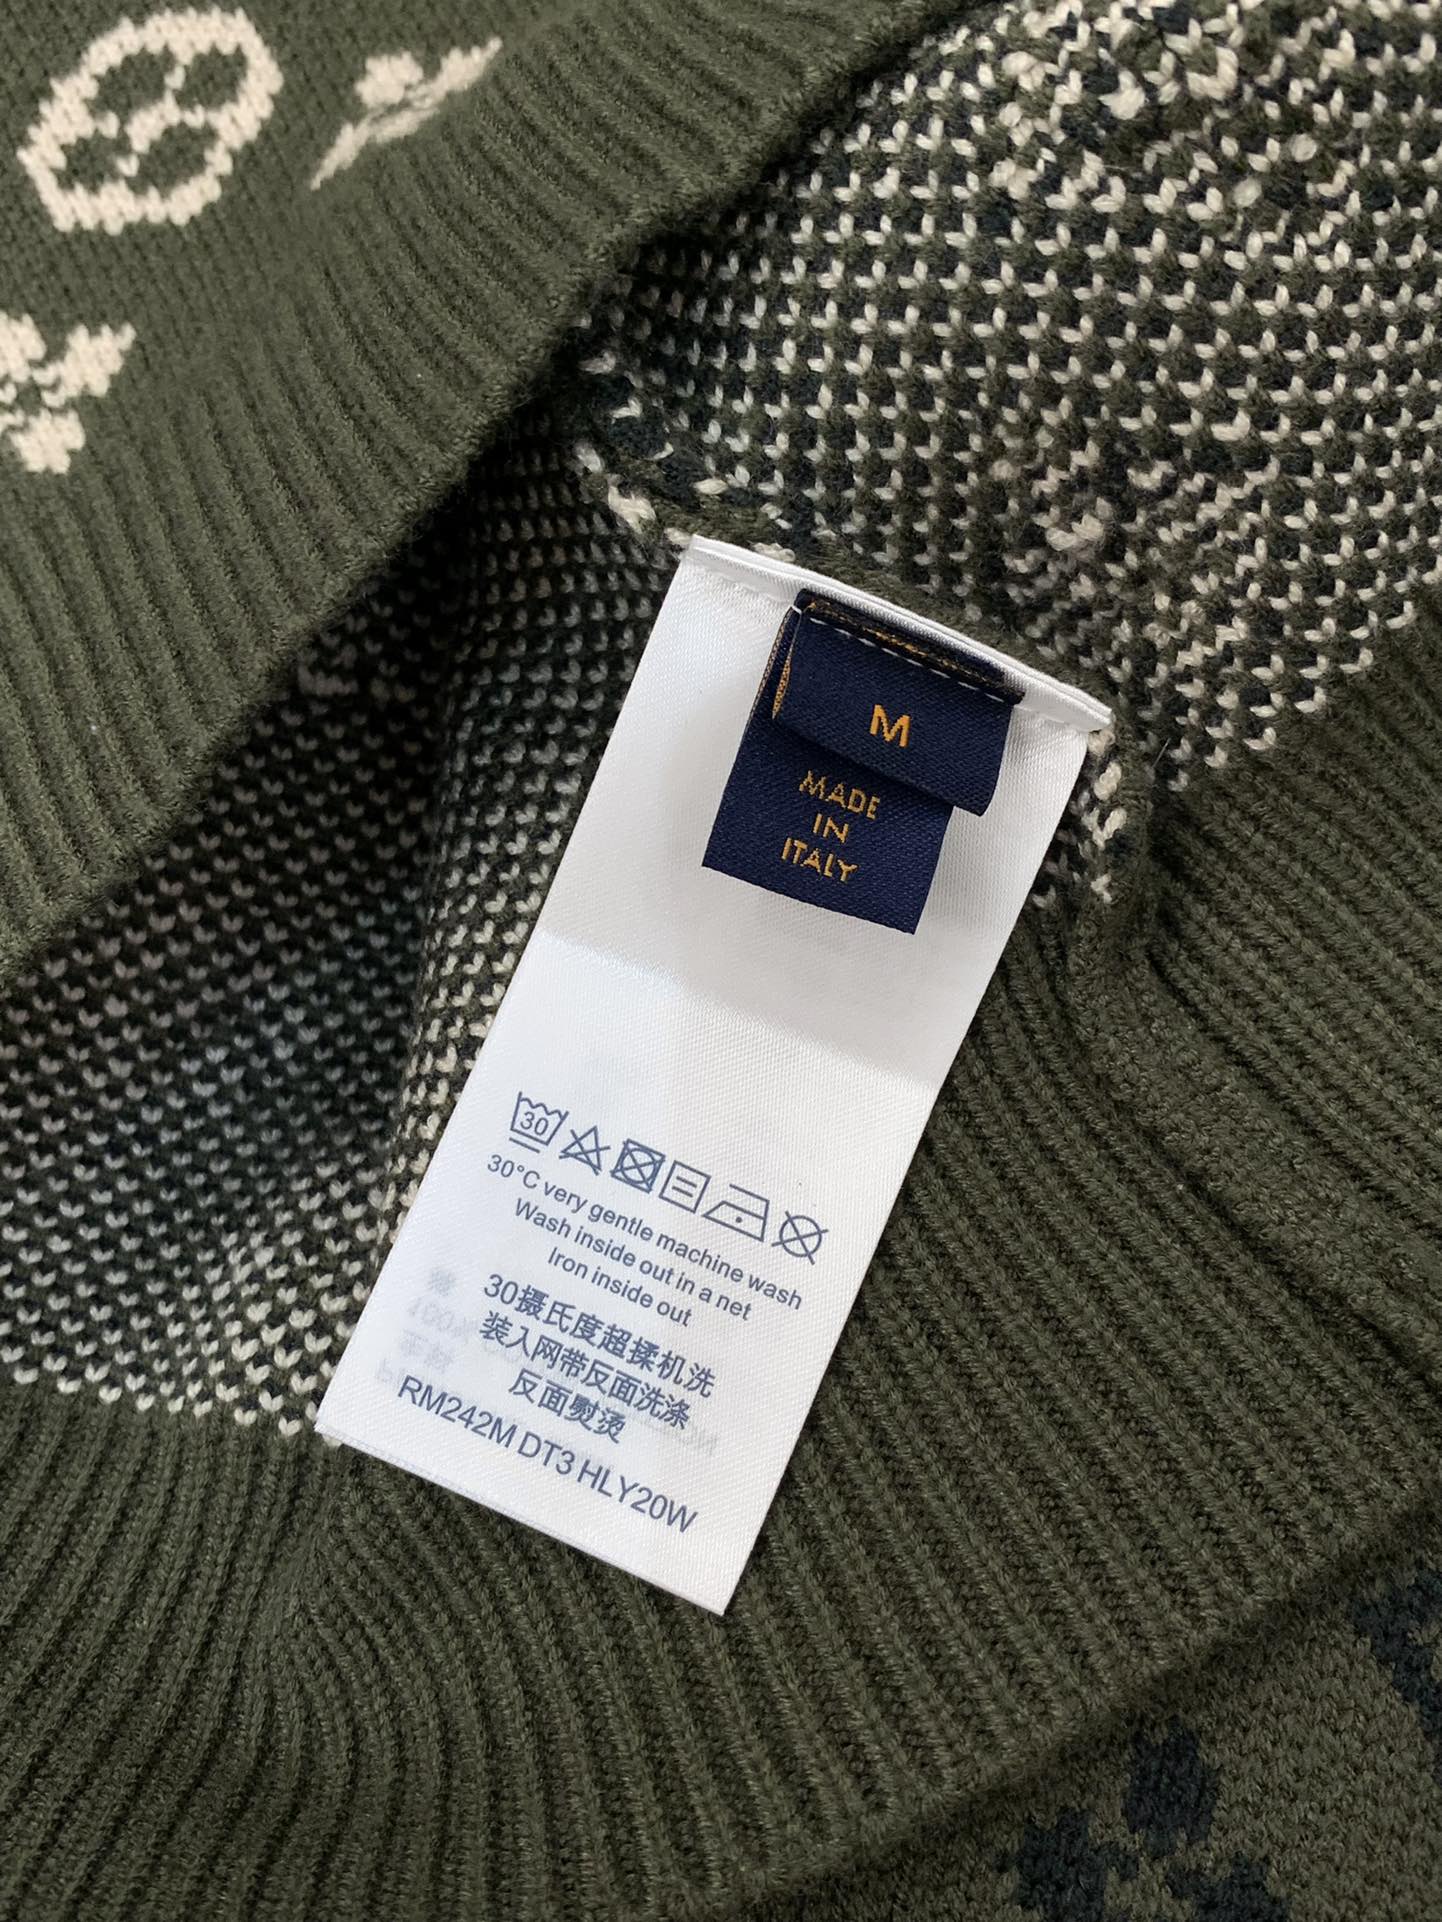 M
MADE
IN
ITALY
30
30°C very gentle machine wash
Wash inside out in a net
Iron inside out
30摄氏度超揉机洗
装入网带反面洗涤
反面熨烫
RM242M DT3 HLY20W